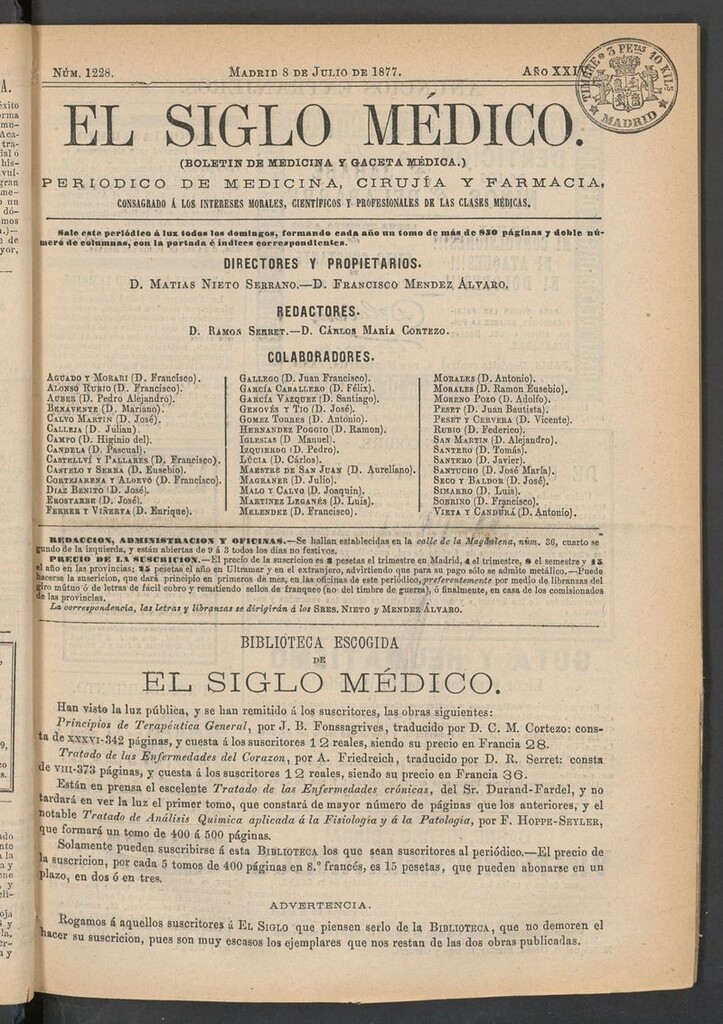 Núm. 1228. Madrid 8 de Julio de 1877. Año
TIMBRE 3 PETAS 10 KILS
MADRID
EL SIGLO MÉDICO.
(BOLETIN DE MEDICINA Y GACETA MÉDICA.)
PERIODICO DE MEDICINA, CIRUJÍA Y FARMACIA,
CONSAGRADO Á LOS INTERESES MORALES, CIENTÍFICOS Y PROFESIONALES DE LAS CLASES MÉDICAS.
Sale este periódico á luz todos los domingos, formando cada año un tomo de más de 830 páginas y doble nú-
mero de columnas, con la portada é índices correspondientes.
DIRECTORES Y PROPIETARIOS.
D. Matias Nieto Serrano.—D. Francisco Mendez Álvaro.
REDACTORES.
D. Ramon Serret.—D. Cárlos María Cortezo.
COLABORADORES.
Aguado y Morari (D. Francisco).
Alonso Rubio (D. Francisco).
Auber (D. Pedro Alejandro).
Benavente (D. Mariano).
Calvo Martin (D. José).
Calleja (D. Julian).
Campo (D. Higinio del).
Candela (D. Pascual).
Castellví y Pallares (D. Francisco).
Castelo y Serra (D. Eusebio).
Cortejarena y Aldevó (D. Francisco).
Diaz Benito (D. José).
Erostarbe (D. José).
Ferrer y Viñerta (D. Enrique).
Gallego (D. Juan Francisco).
García Caballero (D. Félix).
García Vazquez (D. Santiago).
Genovés y Tio (D. José).
Gomez Torres (D. Antonio).
Hernandez Poggio (D. Ramon).
Iglesias (D Manuel).
Izquierdo (D. Pedro).
Lúcia (D. Cárlos).
Maestre de San Juan (D. Aureliano).
Magraner (D. Julio).
Malo y Calvo (D. Joaquin).
Martinez Leganés (D. Luis).
Melendez (D. Francisco).
Morales (D. Antonio).
Morales (D. Ramon Eusebio).
Moreno Pozo (D. Adolfo).
Peset (D. Juan Bautista).
Peset y Cervera (D. Vicente).
Rubio (D. Federico).
San Martin (D. Alejandro).
Santero (D. Tomás).
Santero (D. Javier).
Santucho (D. José María).
Seco y Baldor (D. José).
Simarro (D. Luis).
Sobrino (D. Francisco).
Vieta y Candurá (D. Antonio).
REDACCION, ADMINISTRACION Y OFICINAS.—Se hallan establecidas en la calle de la Magdalena, núm. 36, cuarto se
gundo de la izquierda, y están abiertas de 9 á 3 todos los dias no festivos.
PRECIO DE LA SUSCRICION.—El precio de la suscricion es 3 pesetas el trimestre en Madrid, 4 el trimestre, 8 el semestre y 15
el año en las provincias; 25 pesetas el año en Ultramar y en el extranjero, advirtiendo que para su pago sólo se admite metálico.—Puede
hacerse la suscricion, que dará principio en primeros de mes, en las oficinas de este periódico, preferentemente por medio de libranzas del
giro mútuo ó de letras de fácil cobro y remitiendo sellos de franqueo (no del timbre de guerra), ó finalmente, en casa de los comisionados
de las provincias.
La correspondencia, las letras y libranzas se dirigirán á los Sres. Nieto y Mendez Álvaro.
BIBLIOTECA ESCOGIDA
DE
EL SIGLO MÉDICO.
Han visto la luz pública, y se han remitido á los suscritores, las obras siguientes:
Principios de Terapéutica General, por J. B. Fonssagrives, traducido por D. C. M. Cortezo: cons-
ta de XXXVI-342 páginas, y cuesta á los suscritores 12 reales, siendo su precio en Francia 28.
Tratado de las Enfermedades del Corazon, por A. Friedreich, traducido por D. R. Serret: consta
de VIII-373 páginas, y cuesta á los suscritores 12 reales, siendo su precio en Francia 36.
Están en prensa el escelente Tratado de las Enfermedades crónicas, del Sr. Durand-Fardel, y no
tardará en ver la luz el primer tomo, que constará de mayor número de páginas que los anteriores, y el
notable Tratado de Análisis Quimica aplicada á la Fisiología y á la Patología, por F. Hoppe-Seyler,
que formará un tomo de 400 á 500 páginas.
Solamente pueden suscribirse á esta Biblioteca los que sean suscritores al periódico.—El precio de
la suscricion, por cada 5 tomos de 400 páginas en 8.º francés, es 15 pesetas, que pueden abonarse en un
plazo, en dos ó en tres.
ADVERTENCIA.
Rogamos á aquellos suscritores á El Siglo que piensen serlo de la Biblioteca, que no demoren el
hacer su suscricion, pues son muy escasos los ejemplares que nos restan de las dos obras publicadas.